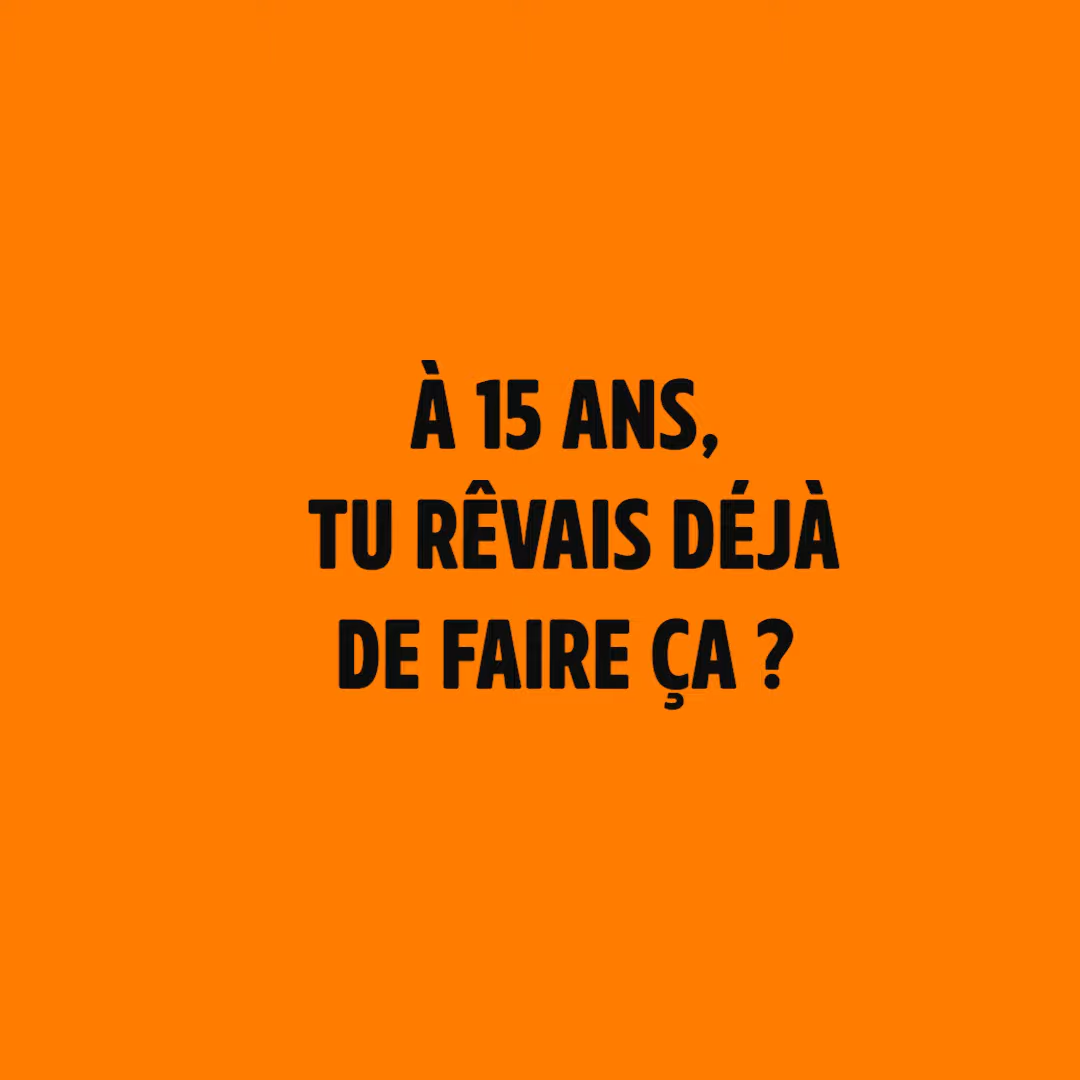 À 15 ANS,
TU RÊVAIS DÉJÀ
DE FAIRE ÇA ?